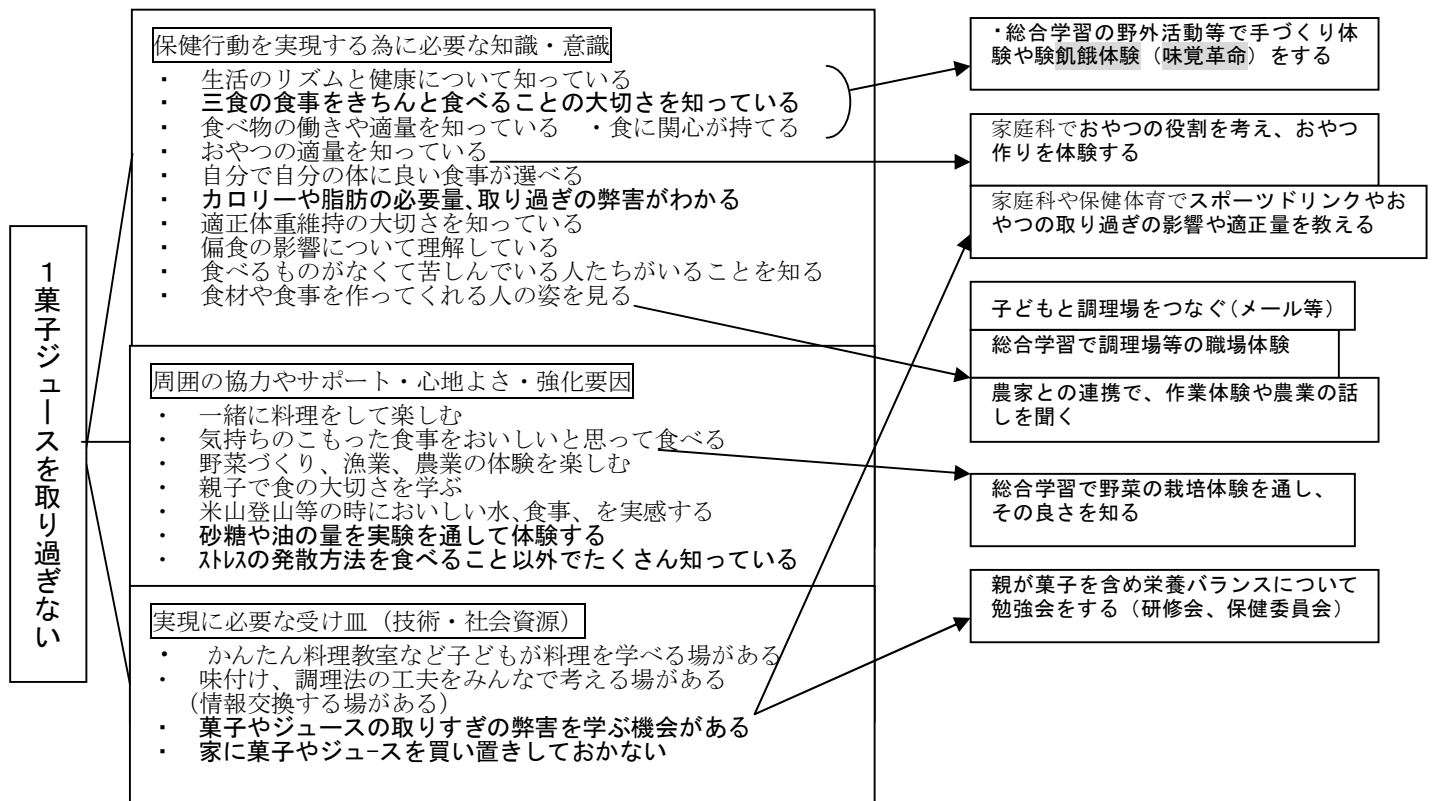 1菓子ジュースを取り過ぎない
保健行動を実現する為に必要な知識・意識
・ 生活のリズムと健康について知っている
・ 三食の食事をきちんと食べることの大切さを知っている
・ 食べ物の働きや適量を知っている ・食に関心が持てる
・ おやつの適量を知っている
・ 自分で自分の体に良い食事が選べる
・ カロリーや脂肪の必要量、取り過ぎの弊害がわかる
・ 適正体重維持の大切さを知っている
・ 偏食の影響について理解している
・ 食べるものがなくて苦しんでいる人たちがいることを知る
・ 食材や食事を作ってくれる人の姿を見る
周囲の協力やサポート・心地よさ・強化要因
・ 一緒に料理をして楽しむ
・ 気持ちのこもった食事をおいしいと思って食べる
・ 野菜づくり、漁業、農業の体験を楽しむ
・ 親子で食の大切さを学ぶ
・ 米山登山等の時においしい水、食事、を実感する
・ 砂糖や油の量を実験を通して体験する
・ ストレスの発散方法を食べること以外でたくさん知っている
実現に必要な受け皿（技術・社会資源）
・ かんたん料理教室など子どもが料理を学べる場がある
・ 味付け、調理法の工夫をみんなで考える場がある
（情報交換する場がある）
・ 菓子やジュースの取りすぎの弊害を学ぶ機会がある
・ 家に菓子やジュースを買い置きしておかない
・総合学習の野外活動等で手づくり体
験や験飢餓体験（味覚革命）をする
家庭科でおやつの役割を考え、おやつ
作りを体験する
家庭科や保健体育でスポーツドリンクやお
やつの取り過ぎの影響や適正量を教える
子どもと調理場をつなぐ（メール等）
総合学習で調理場等の職場体験
農家との連携で、作業体験や農業の話
しを聞く
総合学習で野菜の栽培体験を通し、
その良さを知る
親が菓子を含め栄養バランスについて
勉強会をする（研修会、保健委員会）